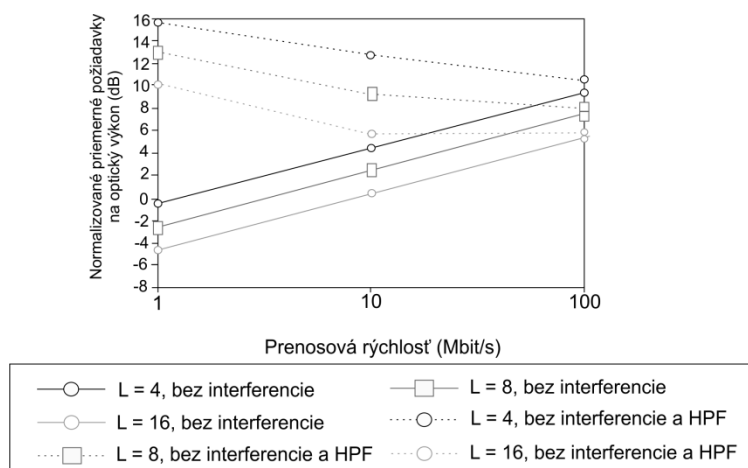 Normalizované priemerné požiadavky
na optický výkon (dB)
16
14
12
10
8
6
4
0
-2
-4
-6
-8
1
10
100
Prenosová rýchlosť (Mbit/s)
L = 4, bez interferencie
L = 8, bez interferencie
L = 16, bez interferencie
L = 4, bez interferencie a HPF
L = 8, bez interferencie a HPF
L = 16, bez interferencie a HPF